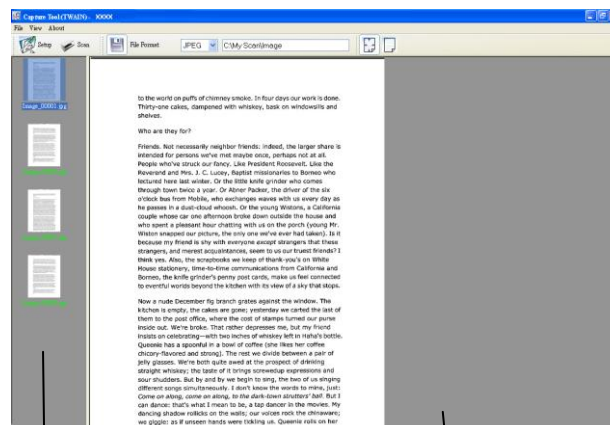 Capture Tool(TWAIN) - XXXX
File View About
Setup Scan File Format JPEG C:\My Scan\Image
to the world on puffs of chimney smoke. In four days our work is done.
Thirty-one cakes, dampened with whiskey, bask on windowsills and
shelves.
Who are they for?
Friends. Not necessarily neighbor friends: indeed, the larger share is
intended for persons we've met maybe once, perhaps not at all.
People who've struck our fancy. Like President Roosevelt. Like the
Reverend and Mrs. J. C. Lucey, Baptist missionaries to Borneo who
lectured here last winter. Or the little knife grinder who comes
through town twice a year. Or Abner Packer, the driver of the six
o'clock bus from Mobile, who exchanges waves with us every day as
he passes in a dust-cloud whoosh. Or the young Wistons, a California
couple whose car one afternoon broke down outside the house and
who spent a pleasant hour chatting with us on the porch (young Mr.
Wiston snapped our picture, the only one we've ever had taken). Is it
because my friend is shy with everyone except strangers that these
strangers, and merest acquaintances, seem to us our truest friends? I
think yes. Also, the scrapbooks we keep of thank-you's on White
House stationery, time-to-time communications from California and
Borneo, the knife grinder's penny post cards, make us feel connected
to eventful worlds beyond the kitchen with its view of a sky that stops.
Now a nude December fig branch grates against the window. The
kitchen is empty, the cakes are gone; yesterday we carted the last of
them to the post office, where the cost of stamps turned our purse
inside out. We're broke. That rather depresses me, but my friend
insists on celebrating—with two inches of whiskey left in Haha's bottle.
Queenie has a spoonful in a bowl of coffee (she likes her coffee
chicory-flavored and strong). The rest we divide between a pair of
jelly glasses. We're both quite awed at the prospect of drinking
straight whiskey; the taste of it brings screwedup expressions and
sour shudders. But by and by we begin to sing, the two of us singing
different songs simultaneously. I don't know the words to mine, just:
Come on along, come on along, to the dark-town strutters' ball. But I
can dance: that's what I mean to be, a tap dancer in the movies. My
dancing shadow rollicks on the walls; our voices rock the chinaware;
we giggle: as if unseen hands were tickling us. Queenie rolls on her
Image_00001.jpg